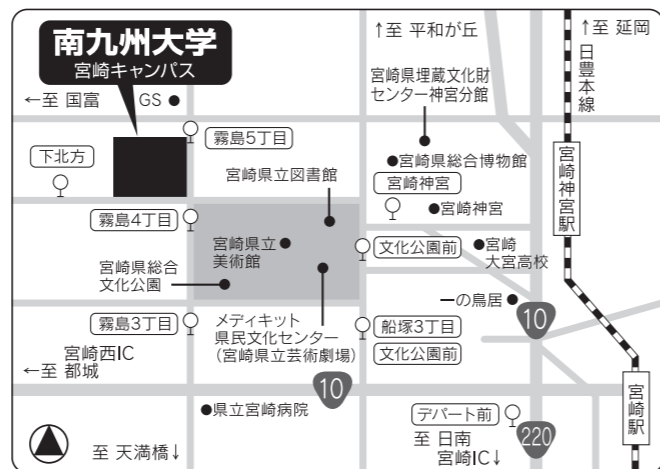 南九州大学
宮崎キャンパス
↑至 平和が丘
↑至 延岡
日豊本線
←至 国富
GS
宮崎県埋蔵文化財
センター神宮分館
霧島5丁目
下北方
宮崎県立図書館
宮崎県総合博物館
宮崎神宮
宮崎神宮駅
霧島4丁目
宮崎神宮
宮崎県立
美術館
文化公園前
宮崎
大宮高校
宮崎県総合
文化公園
一の鳥居
10
霧島3丁目
メディキット
県民文化センター
(宮崎県立芸術劇場)
船塚3丁目
文化公園前
宮崎西IC
←至 都城
10
宮崎駅
県立宮崎病院
デパート前
至 天満橋↓
至 日南
宮崎IC↓
220